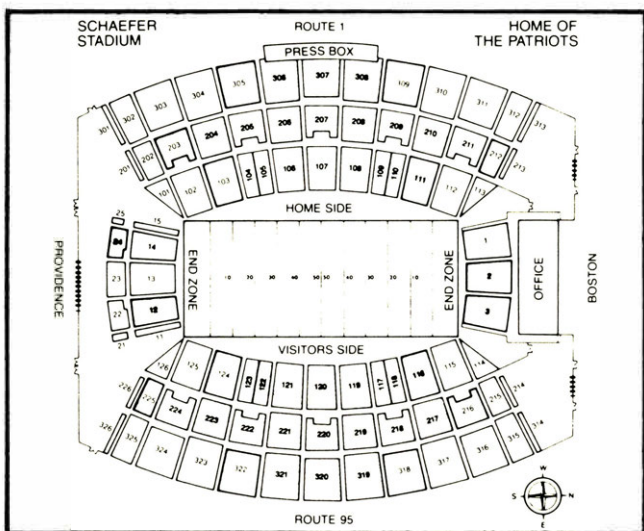 SCHAEFER
STADIUM
ROUTE 1
HOME OF
THE PATRIOTS
PRESS BOX
301 302 303 304 305 306 307 308 109 310 311 312 313
201 202 203 204 205 206 207 208 209 210 211 212 213
101 102 103 104 105 106 107 108 109 110 111 112 113
HOME SIDE
PROVIDENCE
25 15
24 14
23 13
22 12
21 11
END ZONE
10 20 30 40 50 50 40 30 20 10
END ZONE
1
2
3
OFFICE
BOSTON
VISITORS SIDE
126 125 124 123 122 121 120 119 117 118 116 115 114
226 225 224 223 222 221 220 219 218 217 216 215 214
326 325 324 323 322 321 320 319 318 317 316 315 314
ROUTE 95
W
S N
E